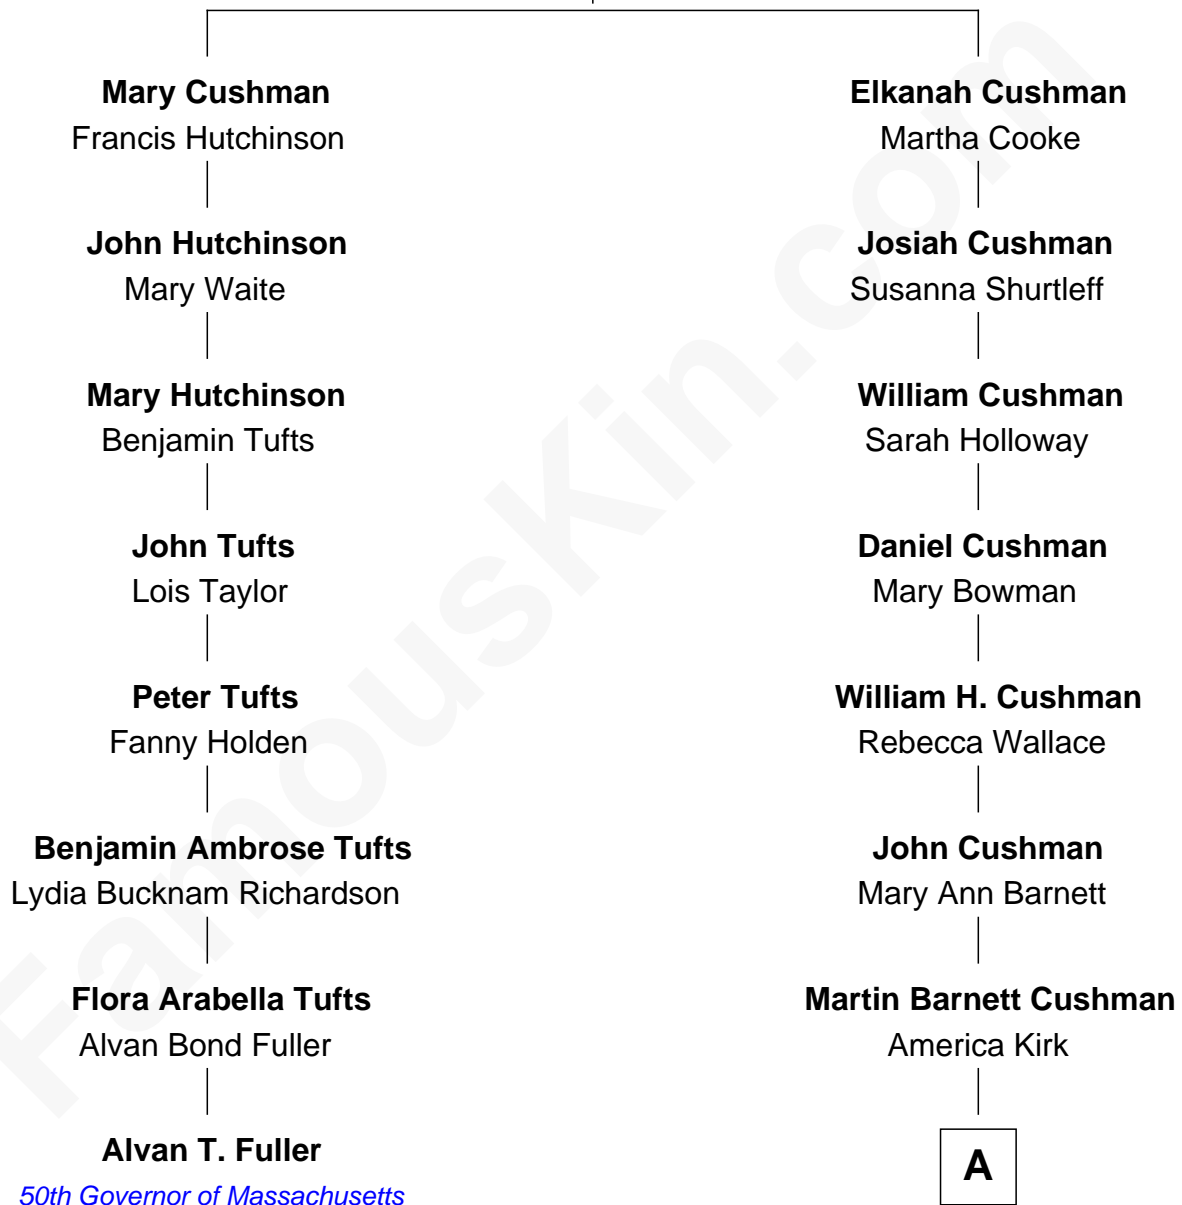 Mary Cushman
Francis Hutchinson
John Hutchinson
Mary Waite
Mary Hutchinson
Benjamin Tufts
John Tufts
Lois Taylor
Peter Tufts
Fanny Holden
Benjamin Ambrose Tufts
Lydia Bucknam Richardson
Flora Arabella Tufts
Alvan Bond Fuller
Alvan T. Fuller
50th Governor of Massachusetts
Elkanah Cushman
Martha Cooke
Josiah Cushman
Susanna Shurtleff
William Cushman
Sarah Holloway
Daniel Cushman
Mary Bowman
William H. Cushman
Rebecca Wallace
John Cushman
Mary Ann Barnett
Martin Barnett Cushman
America Kirk
A
FamousKin.com